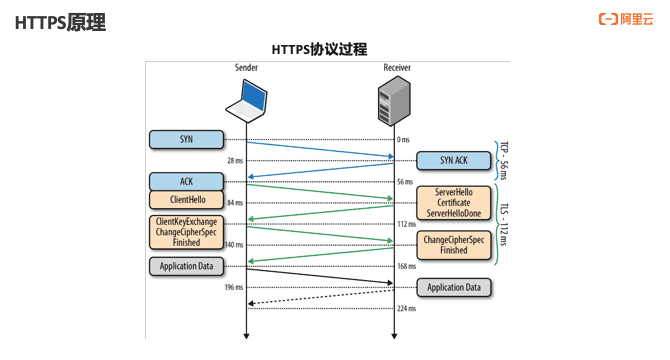 HTTPS原理
阿里云
HTTPS协议过程
Sender
Receiver
SYN
0 ms
28 ms
SYN ACK
TCP - 56 ms
ACK
56 ms
ClientHello
84 ms
ServerHello
Certificate
ServerHelloDone
TLS - 112 ms
ClientKeyExchange
ChangeCipherSpec
Finished
112 ms
140 ms
ChangeCipherSpec
Finished
Application Data
168 ms
196 ms
Application Data
224 ms